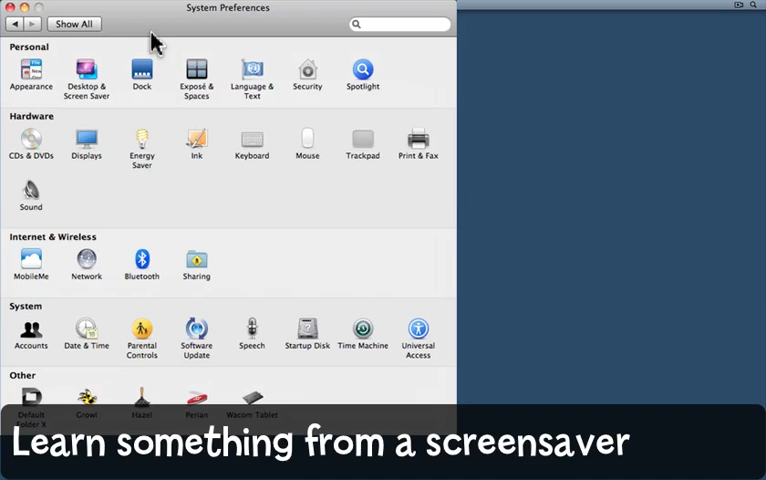 System Preferences
Show All
Personal
Appearance
Desktop & Screen Saver
Dock
Exposé & Spaces
Language & Text
Security
Spotlight
Hardware
CDs & DVDs
Displays
Energy Saver
Ink
Keyboard
Mouse
Trackpad
Print & Fax
Sound
Internet & Wireless
MobileMe
Network
Bluetooth
Sharing
System
Accounts
Date & Time
Parental Controls
Software Update
Speech
Startup Disk
Time Machine
Universal Access
Other
Default Folder X
Growl
Hazel
Perian
Wacom Tablet
Learn something from a screensaver